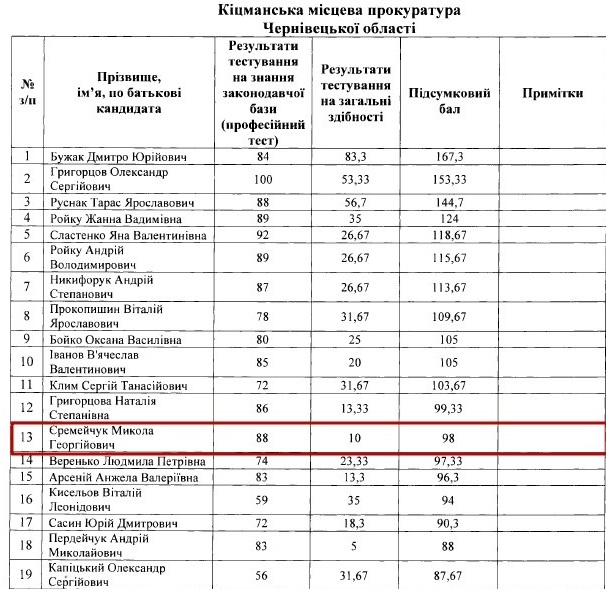 Кіцманська місцева прокуратура
Чернівецької області
№ з/п
Прізвище, ім'я, по батькові кандидата
Результати тестування на знання законодавчої бази (професійний тест)
Результати тестування на загальні здібності
Підсумковий бал
Примітки
1 Бужак Дмитро Юрійович 84 83,3 167,3
2 Григорцов Олександр Сергійович 100 53,33 153,33
3 Руснак Тарас Ярославович 88 56,7 144,7
4 Ройку Жанна Вадимівна 89 35 124
5 Сластенко Яна Валентинівна 92 26,67 118,67
6 Ройку Андрій Володимирович 89 26,67 115,67
7 Никифорук Андрій Степанович 87 26,67 113,67
8 Прокопишин Віталій Ярославович 78 31,67 109,67
9 Бойко Оксана Василівна 80 25 105
10 Іванов В'ячеслав Валентинович 85 20 105
11 Клим Сергій Танасійович 72 31,67 103,67
12 Григорцова Наталія Степанівна 86 13,33 99,33
13 Єремейчук Микола Георгійович 88 10 98
14 Веренько Людмила Петрівна 74 23,33 97,33
15 Арсеній Анжела Валеріївна 83 13,3 96,3
16 Кисельов Віталій Леонідович 59 35 94
17 Сасин Юрій Дмитрович 72 18,3 90,3
18 Пердейчук Андрій Миколайович 83 5 88
19 Капіцький Олександр Сергійович 56 31,67 87,67